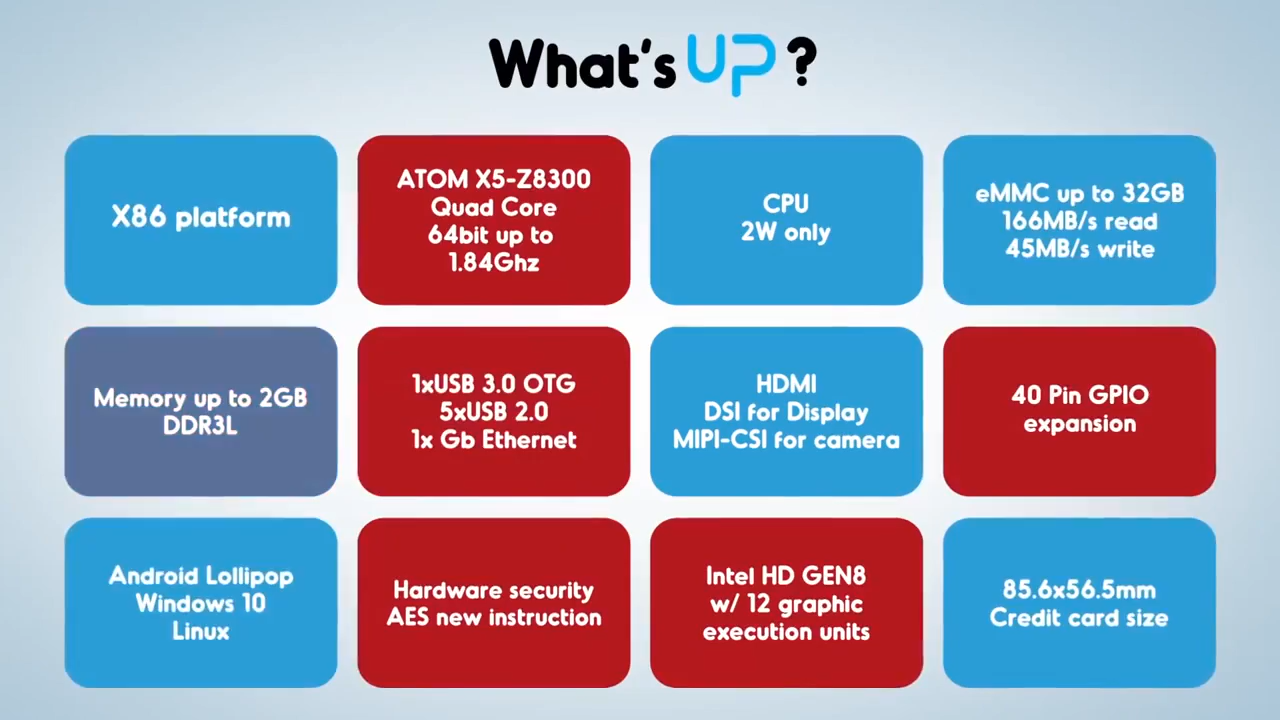 What's UP ?
X86 platform
ATOM X5-Z8300
Quad Core
64bit up to
1.84Ghz
CPU
2W only
eMMC up to 32GB
166MB/s read
45MB/s write
Memory up to 2GB
DDR3L
1xUSB 3.0 OTG
5xUSB 2.0
1x Gb Ethernet
HDMI
DSI for Display
MIPI-CSI for camera
40 Pin GPIO
expansion
Android Lollipop
Windows 10
Linux
Hardware security
AES new instruction
Intel HD GEN8
w/ 12 graphic
execution units
85.6x56.5mm
Credit card size